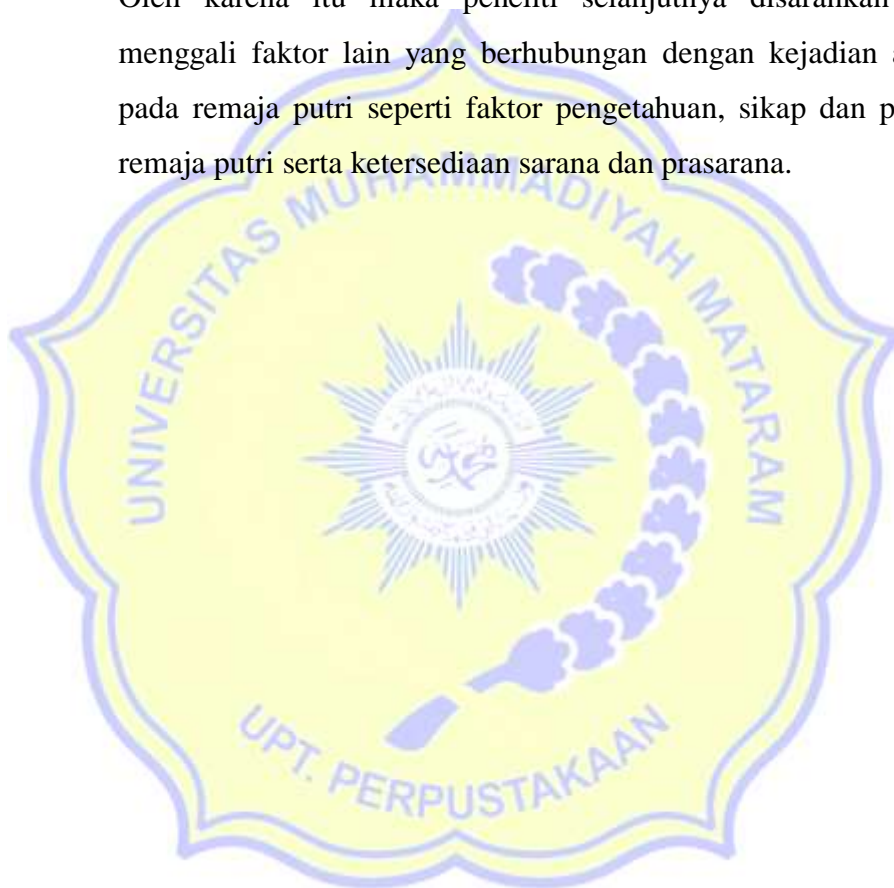 Oleh karena itu maka peneliti selanjutnya disarankan
menggali faktor lain yang berhubungan dengan kejadian a
pada remaja putri seperti faktor pengetahuan, sikap dan p
remaja putri serta ketersediaan sarana dan prasarana.
UNIVERSITAS MUHAMMADIYAH MATARAM
UPT. PERPUSTAKAAN